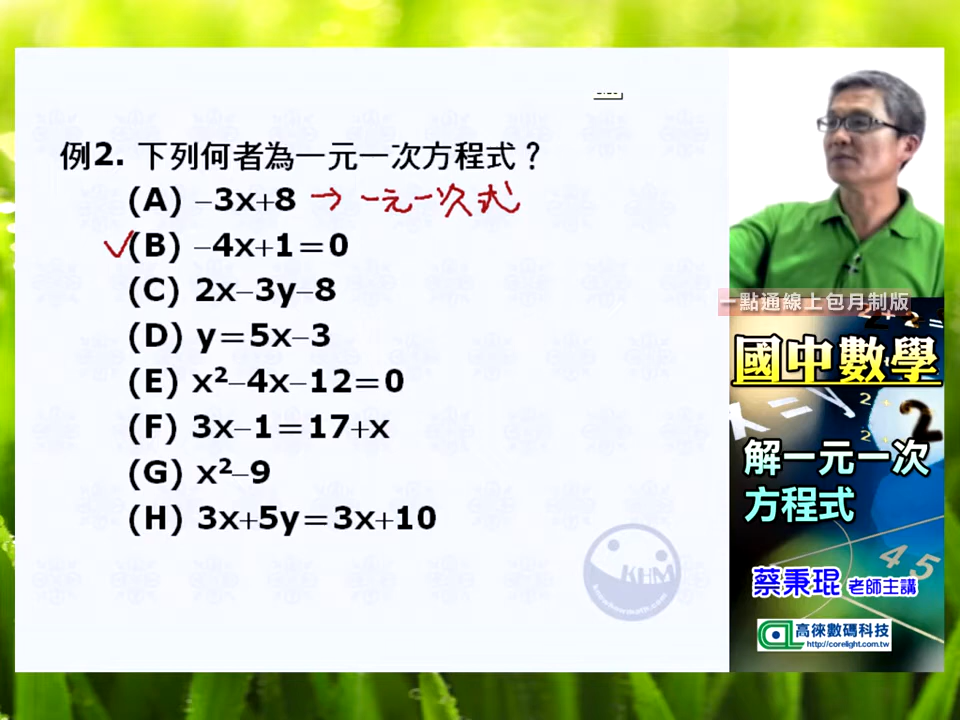 例2. 下列何者為一元一次方程式？
(A) −3x+8 → 一元一次式
✓(B) −4x+1=0
(C) 2x−3y−8
(D) y=5x−3
(E) x²−4x−12=0
(F) 3x−1=17+x
(G) x²−9
(H) 3x+5y=3x+10
KHM
一點通線上包月制版
國中數學
解一元一次
方程式
蔡秉琨 老師主講
高徠數碼科技
http://corelight.com.tw